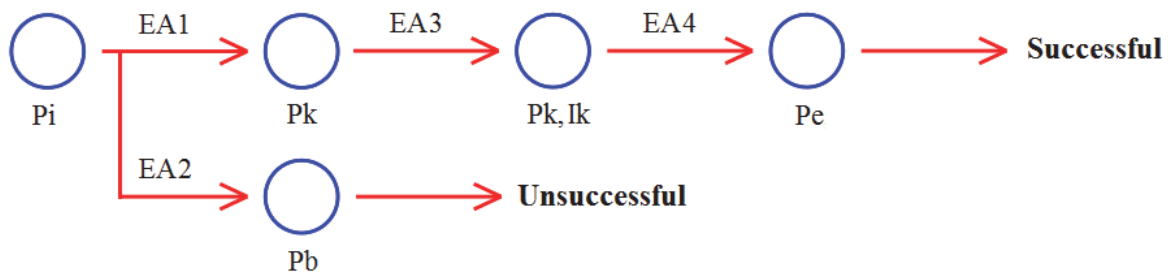 EA1
EA3
EA4
Successful
Pi
Pk
Pk, Ik
Pe
EA2
Unsuccessful
Pb